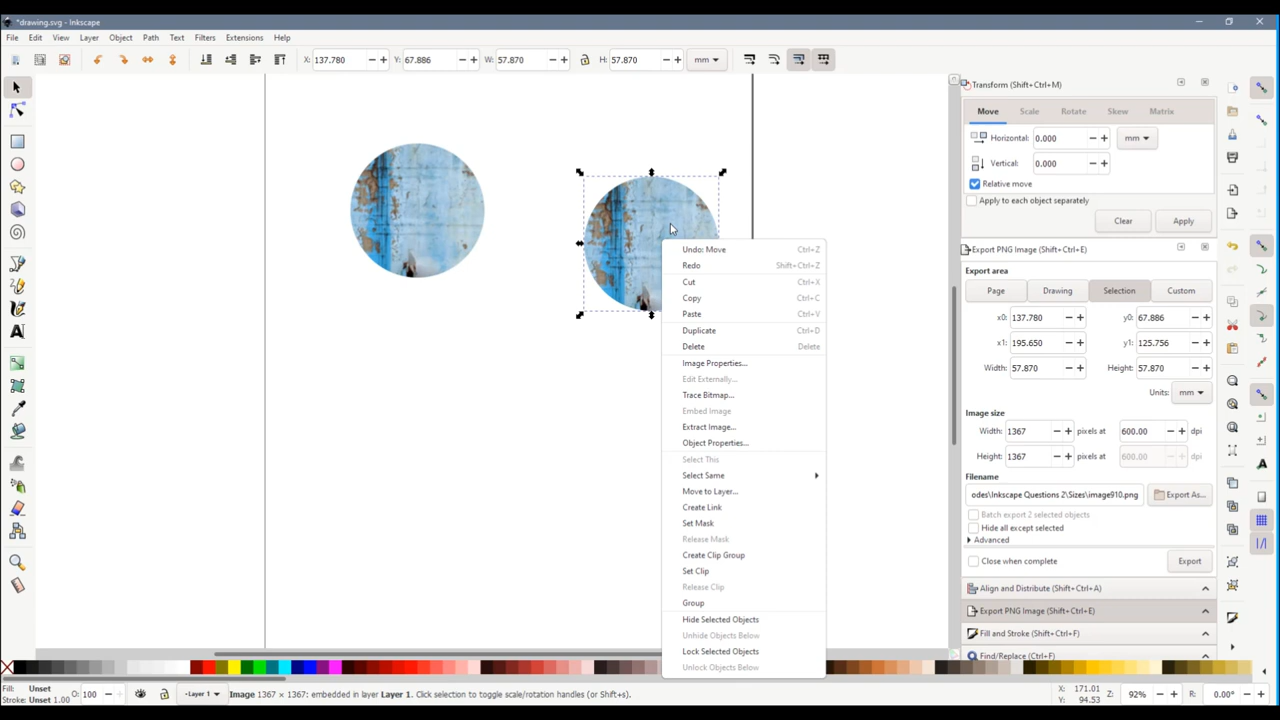 *drawing.svg - Inkscape
File Edit View Layer Object Path Text Filters Extensions Help
X: 137.780 Y: 67.886 W: 57.870 H: 57.870 mm
Transform (Shift+Ctrl+M)
Move Scale Rotate Skew Matrix
Horizontal: 0.000 mm
Vertical: 0.000
Relative move
Apply to each object separately
Clear Apply
Export PNG Image (Shift+Ctrl+E)
Export area
Page Drawing Selection Custom
x0: 137.780 y0: 67.886
x1: 195.650 y1: 125.756
Width: 57.870 Height: 57.870
Units: mm
Image size
Width: 1367 pixels at 600.00 dpi
Height: 1367 pixels at 600.00 dpi
Filename
odes\Inkscape Questions 2\Sizes\image910.png Export As...
Batch export 2 selected objects
Hide all except selected
Advanced
Close when complete Export
Align and Distribute (Shift+Ctrl+A)
Export PNG Image (Shift+Ctrl+E)
Fill and Stroke (Shift+Ctrl+F)
Find/Replace (Ctrl+F)
Undo: Move Ctrl+Z
Redo Shift+Ctrl+Z
Cut Ctrl+X
Copy Ctrl+C
Paste Ctrl+V
Duplicate Ctrl+D
Delete Delete
Image Properties...
Edit Externally...
Trace Bitmap...
Embed Image
Extract Image...
Object Properties...
Select This
Select Same
Move to Layer...
Create Link
Set Mask
Release Mask
Create Clip Group
Set Clip
Release Clip
Group
Hide Selected Objects
Unhide Objects Below
Lock Selected Objects
Unlock Objects Below
Fill: Unset
Stroke: Unset 1.00
O: 100
-Layer 1
Image 1367 × 1367: embedded in layer Layer 1. Click selection to toggle scale/rotation handles (or Shift+s).
X: 171.01
Y: 94.53
Z: 92% R: 0.00°